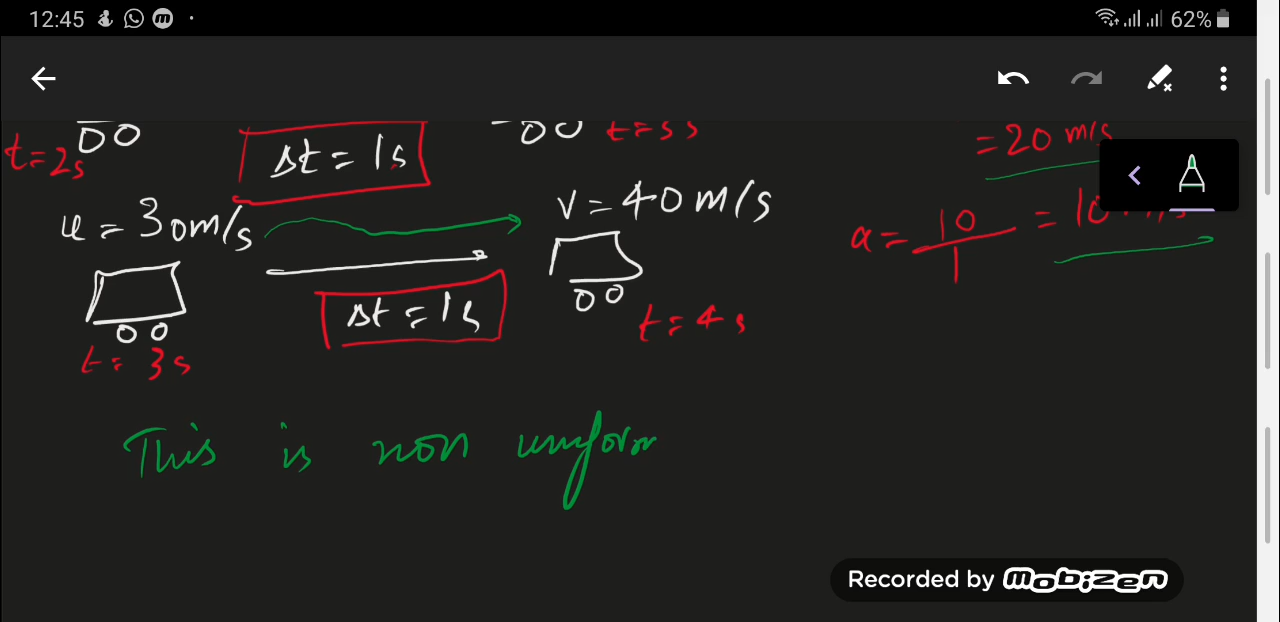 12:45 62%
t=2s Δt = 1s
= 20 m/s
u = 30m/s V = 40 m/s
a = 10/1 =
Δt = 1s
t = 3s t = 4s
This is non uniform
Recorded by mobizen